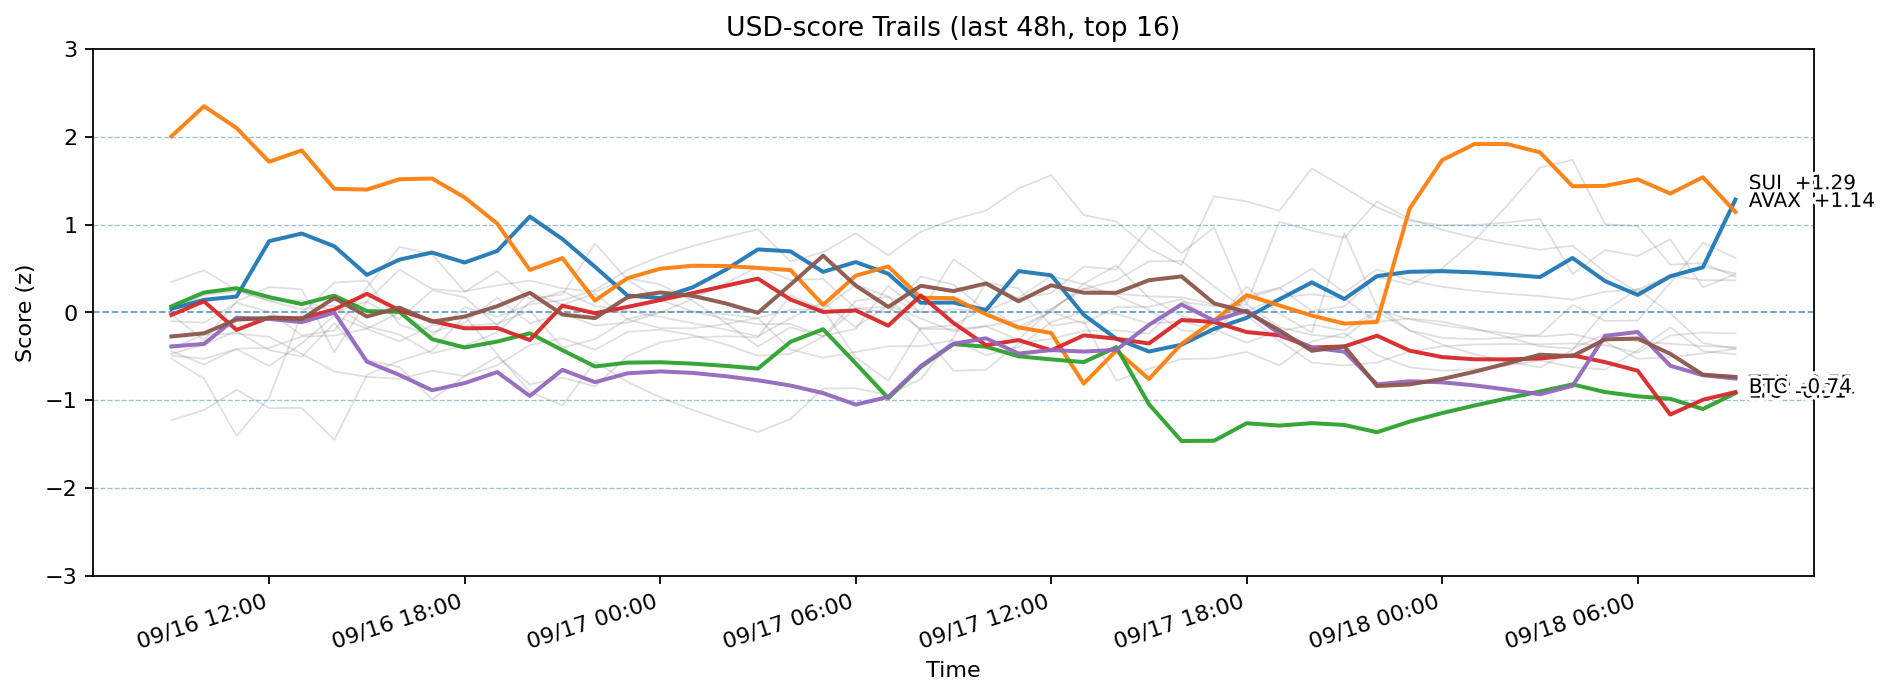 USD-score Trails (last 48h, top 16)
3
2
1
0
−1
−2
−3
Score (z)
SUI +1.29
AVAX +1.14
BTC -0.74
09/16 12:00
09/16 18:00
09/17 00:00
09/17 06:00
09/17 12:00
09/17 18:00
09/18 00:00
09/18 06:00
Time